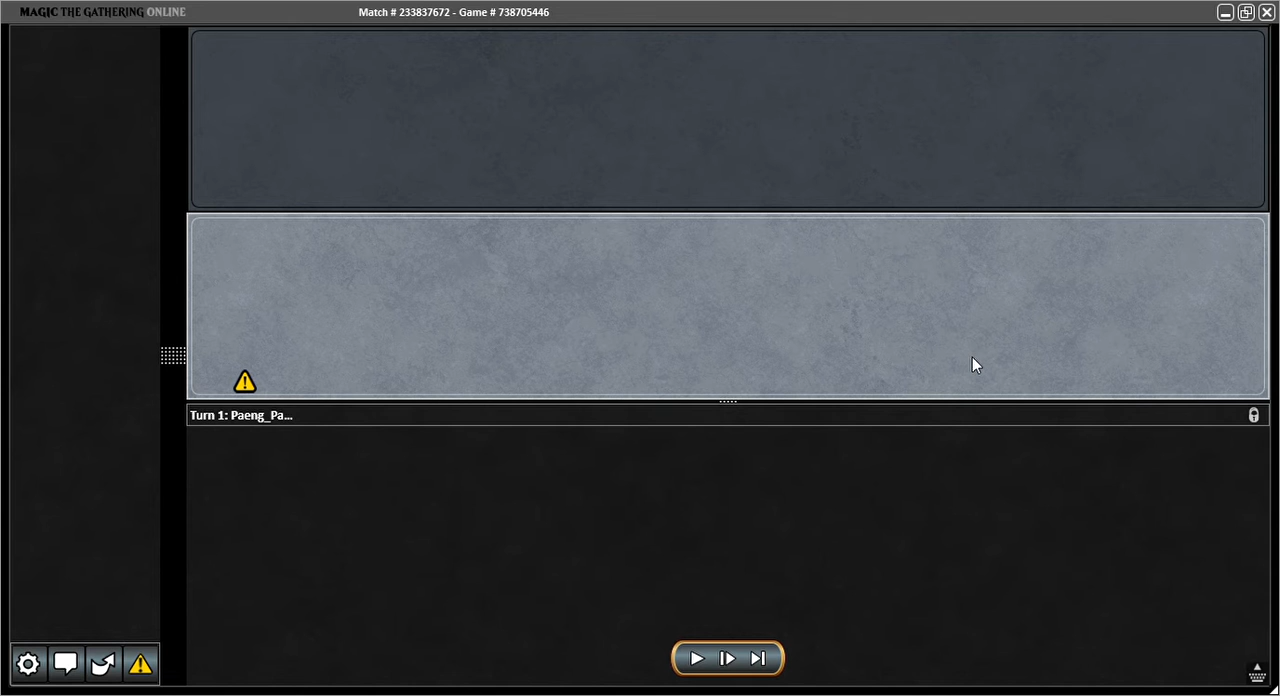 MAGIC THE GATHERING ONLINE
Match # 233837672 - Game # 738705446
Turn 1: Paeng_Pa...